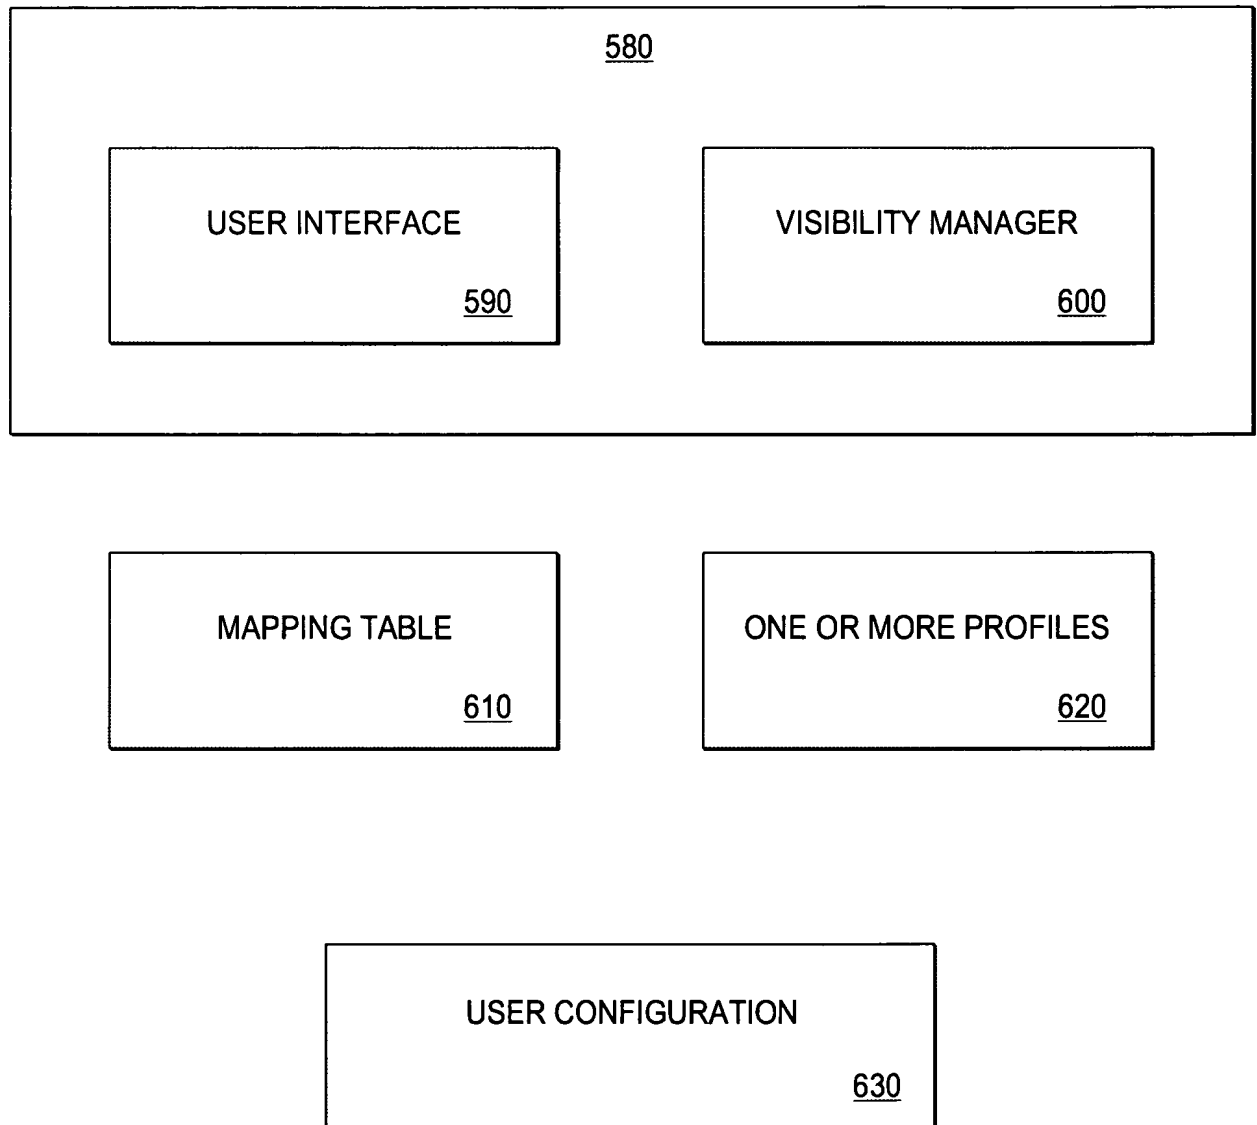 580
USER INTERFACE
590
VISIBILITY MANAGER
600
MAPPING TABLE
610
ONE OR MORE PROFILES
620
USER CONFIGURATION
630